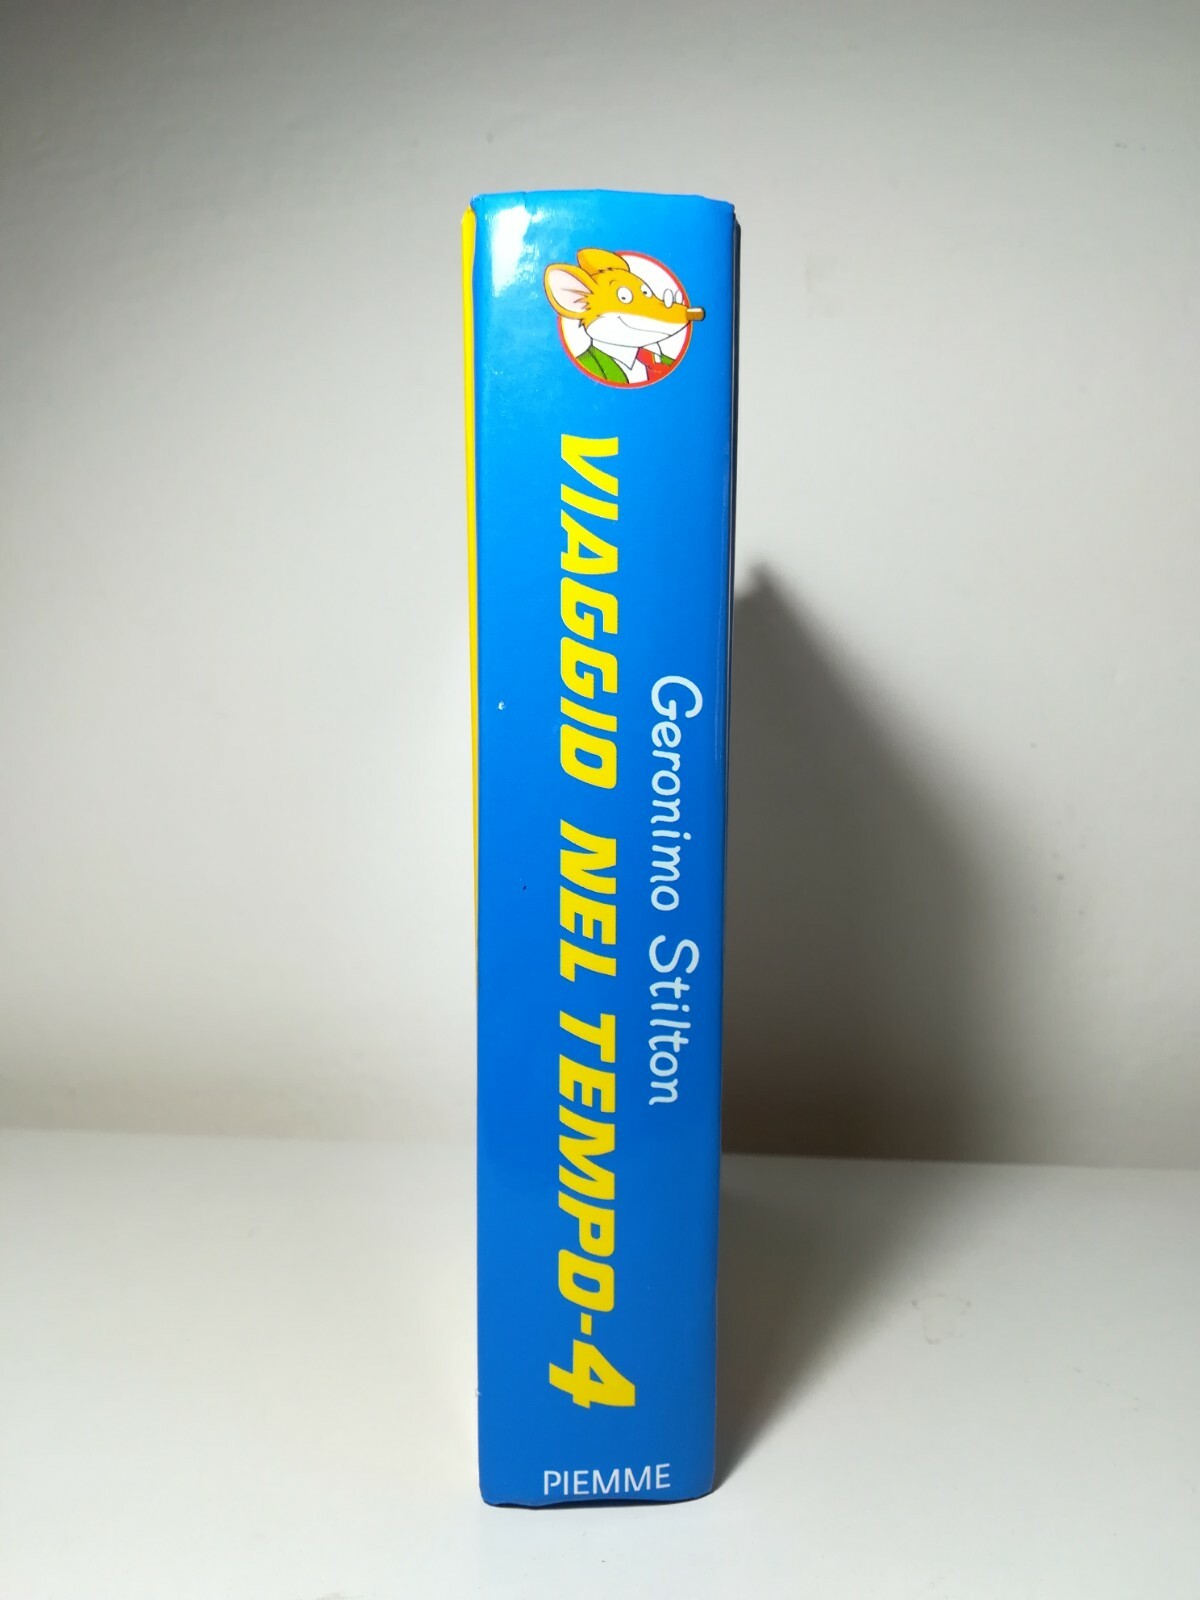 Geronimo Stilton
VIAGGIO NEL TEMPO-4
PIEMME